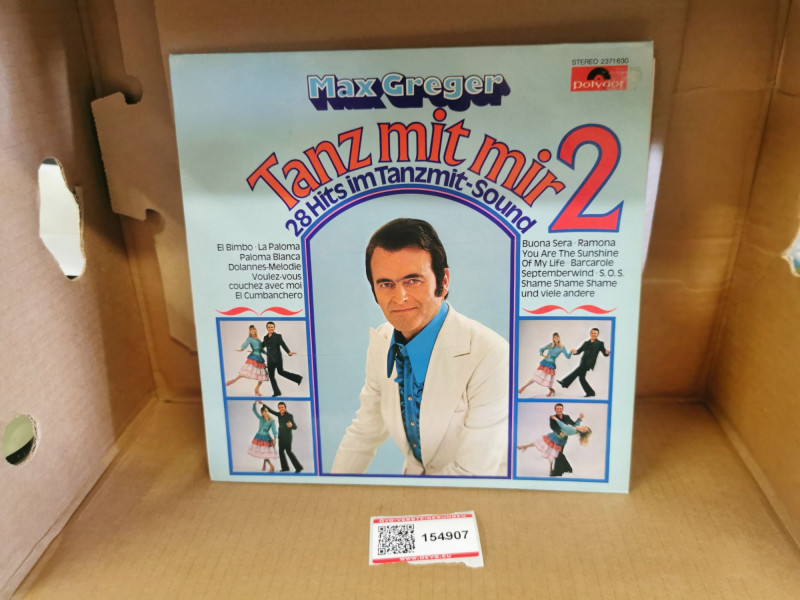 STEREO 2371 630
polydor
Max Greger
Tanz mit mir 2
28 Hits im Tanzmit-Sound
El Bimbo · La Paloma
Paloma Blanca
Dolannes-Melodie
Voulez-vous
couchez avec moi
El Cumbanchero
Buona Sera · Ramona
You Are The Sunshine
Of My Life · Barcarole
Septemberwind · S.O.S.
Shame Shame Shame
und viele andere
154907